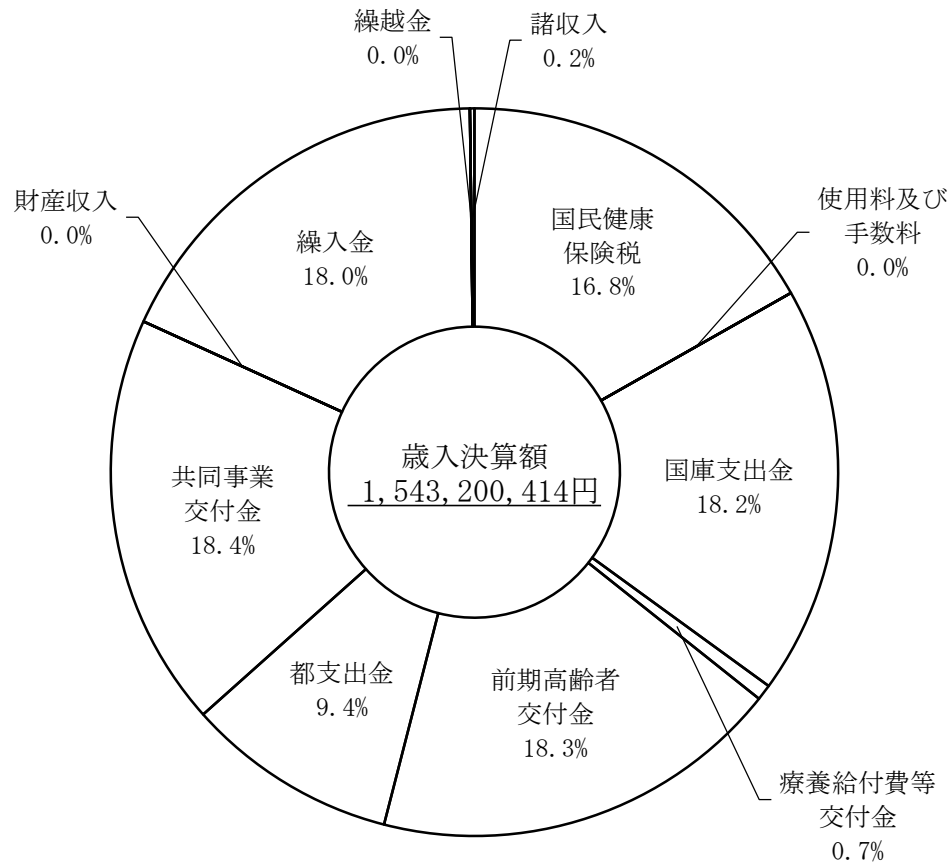 繰越金
0.0%
諸収入
0.2%
国民健康
保険税
16.8%
使用料及び
手数料
0.0%
国庫支出金
18.2%
療養給付費等
交付金
0.7%
前期高齢者
交付金
18.3%
都支出金
9.4%
共同事業
交付金
18.4%
財産収入
0.0%
繰入金
18.0%
歳入決算額
1,543,200,414円